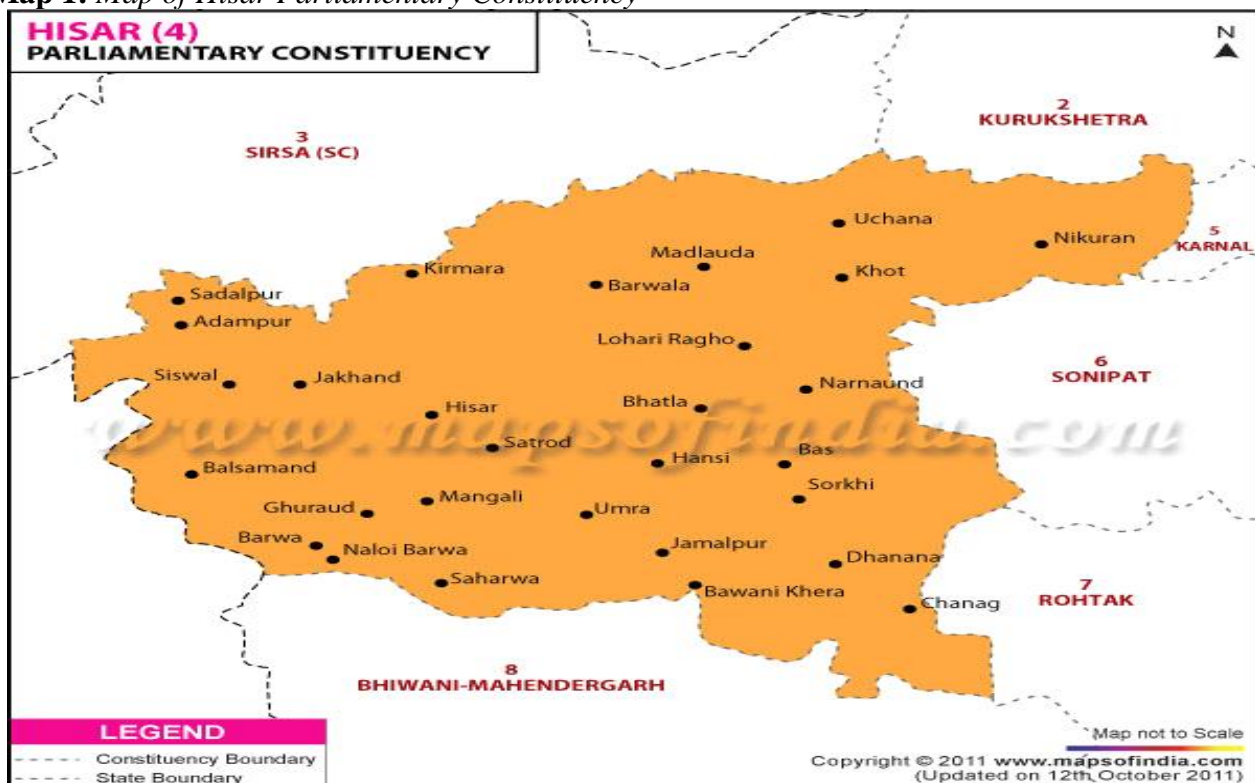 Map 1: Map of Hisar Parliamentary Constituency
HISAR (4)
PARLIAMENTARY CONSTITUENCY
N
2
KURUKSHETRA
3
SIRSA (SC)
Uchana
Nikuran
5
KARNAL
Madlauda
Kirmara
Khot
Barwala
Sadalpur
Adampur
Lohari Ragho
6
SONIPAT
Siswal
Jakhand
Narnaund
Hisar
Bhatla
www.mapsofindia.com
Satrod
Bas
Hansi
Balsamand
Sorkhi
Mangali
Ghuraud
Umra
Barwa
Naloi Barwa
Jamalpur
Dhanana
Saharwa
Bawani Khera
7
ROHTAK
Chanag
8
BHIWANI-MAHENDERGARH
LEGEND
Constituency Boundary
State Boundary
Map not to Scale
Copyright © 2011 www.mapsofindia.com
(Updated on 12th October 2011)